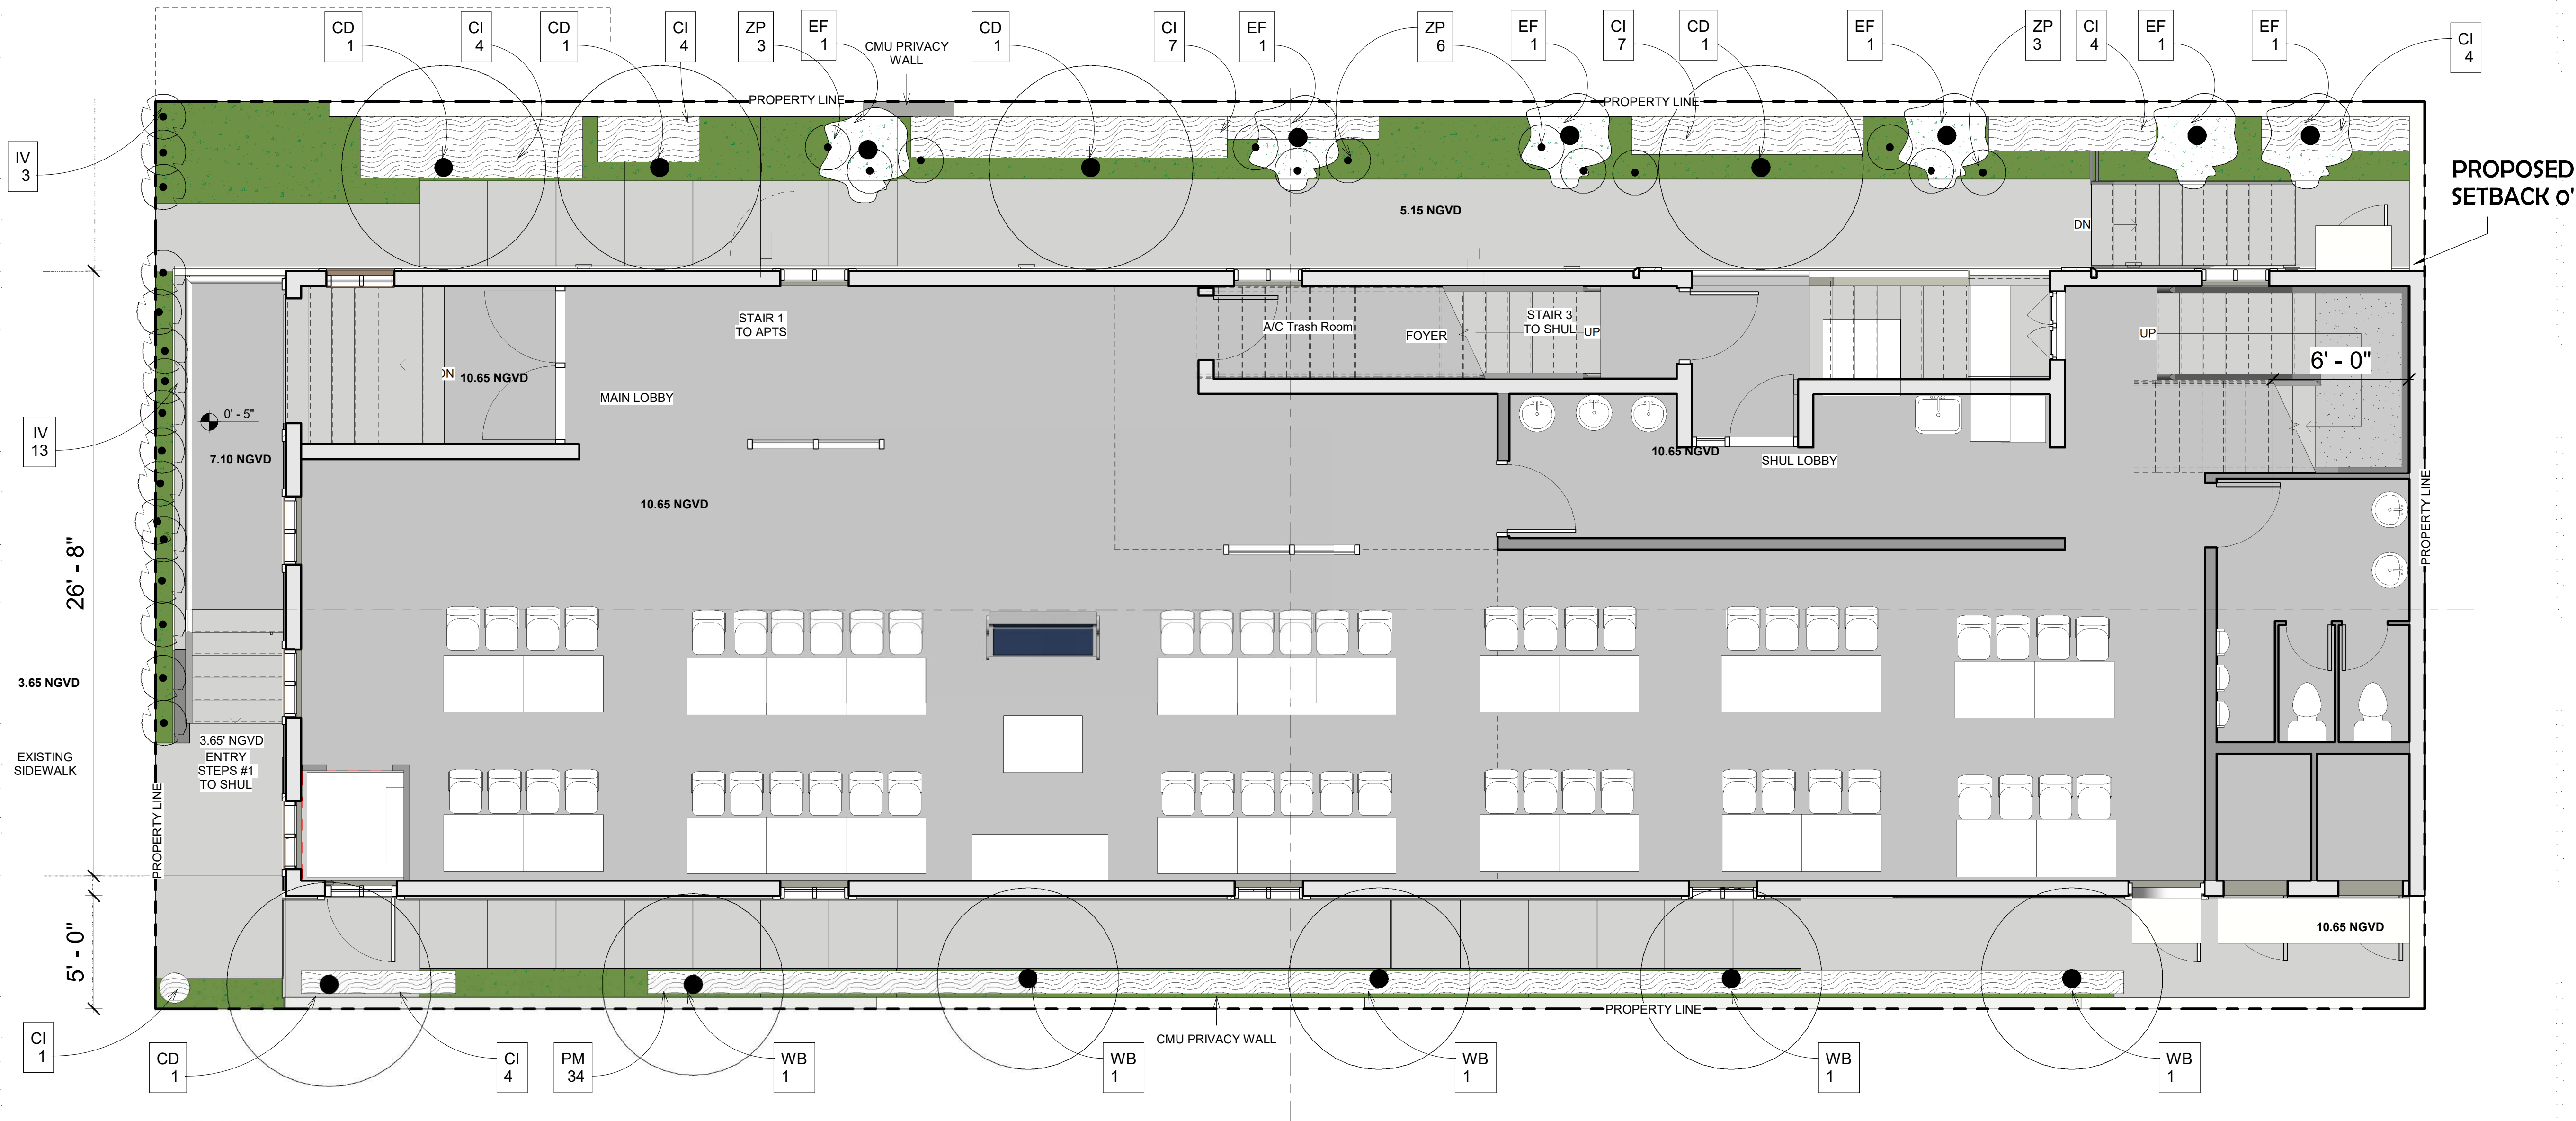 CD
1
CI
4
CD
1
CI
4
ZP
3
EF
1
CMU PRIVACY
WALL
CD
1
CI
7
EF
1
ZP
6
EF
1
CI
7
CD
1
EF
1
ZP
3
CI
4
EF
1
EF
1
CI
4
PROPERTY LINE
PROPERTY LINE
IV
3
PROPOSED
SETBACK 0'
5.15 NGVD
DN
STAIR 1
TO APTS
A/C Trash Room
FOYER
STAIR 3
TO SHUL
UP
UP
6' - 0"
DN
10.65 NGVD
MAIN LOBBY
0' - 5"
IV
13
7.10 NGVD
10.65 NGVD
SHUL LOBBY
10.65 NGVD
PROPERTY LINE
26' - 8"
3.65 NGVD
3.65' NGVD
ENTRY
STEPS #1
TO SHUL
EXISTING
SIDEWALK
PROPERTY LINE
5' - 0"
10.65 NGVD
PROPERTY LINE
CMU PRIVACY WALL
CI
1
CD
1
CI
4
PM
34
WB
1
WB
1
WB
1
WB
1
WB
1